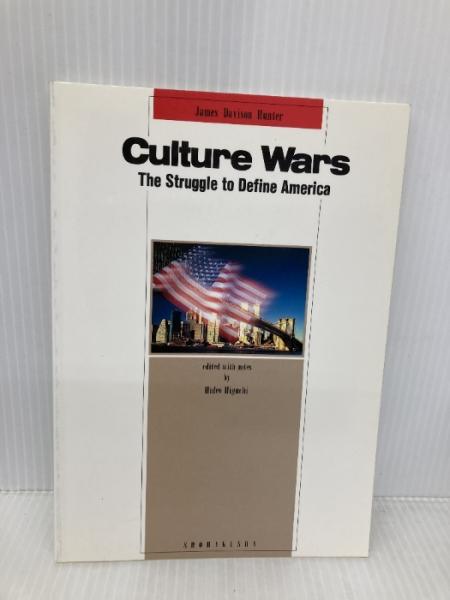 James Davison Hunter
Culture Wars
The Struggle to Define America
edited with notes
by
Hideo Higuchi
SHOHAKUSHA